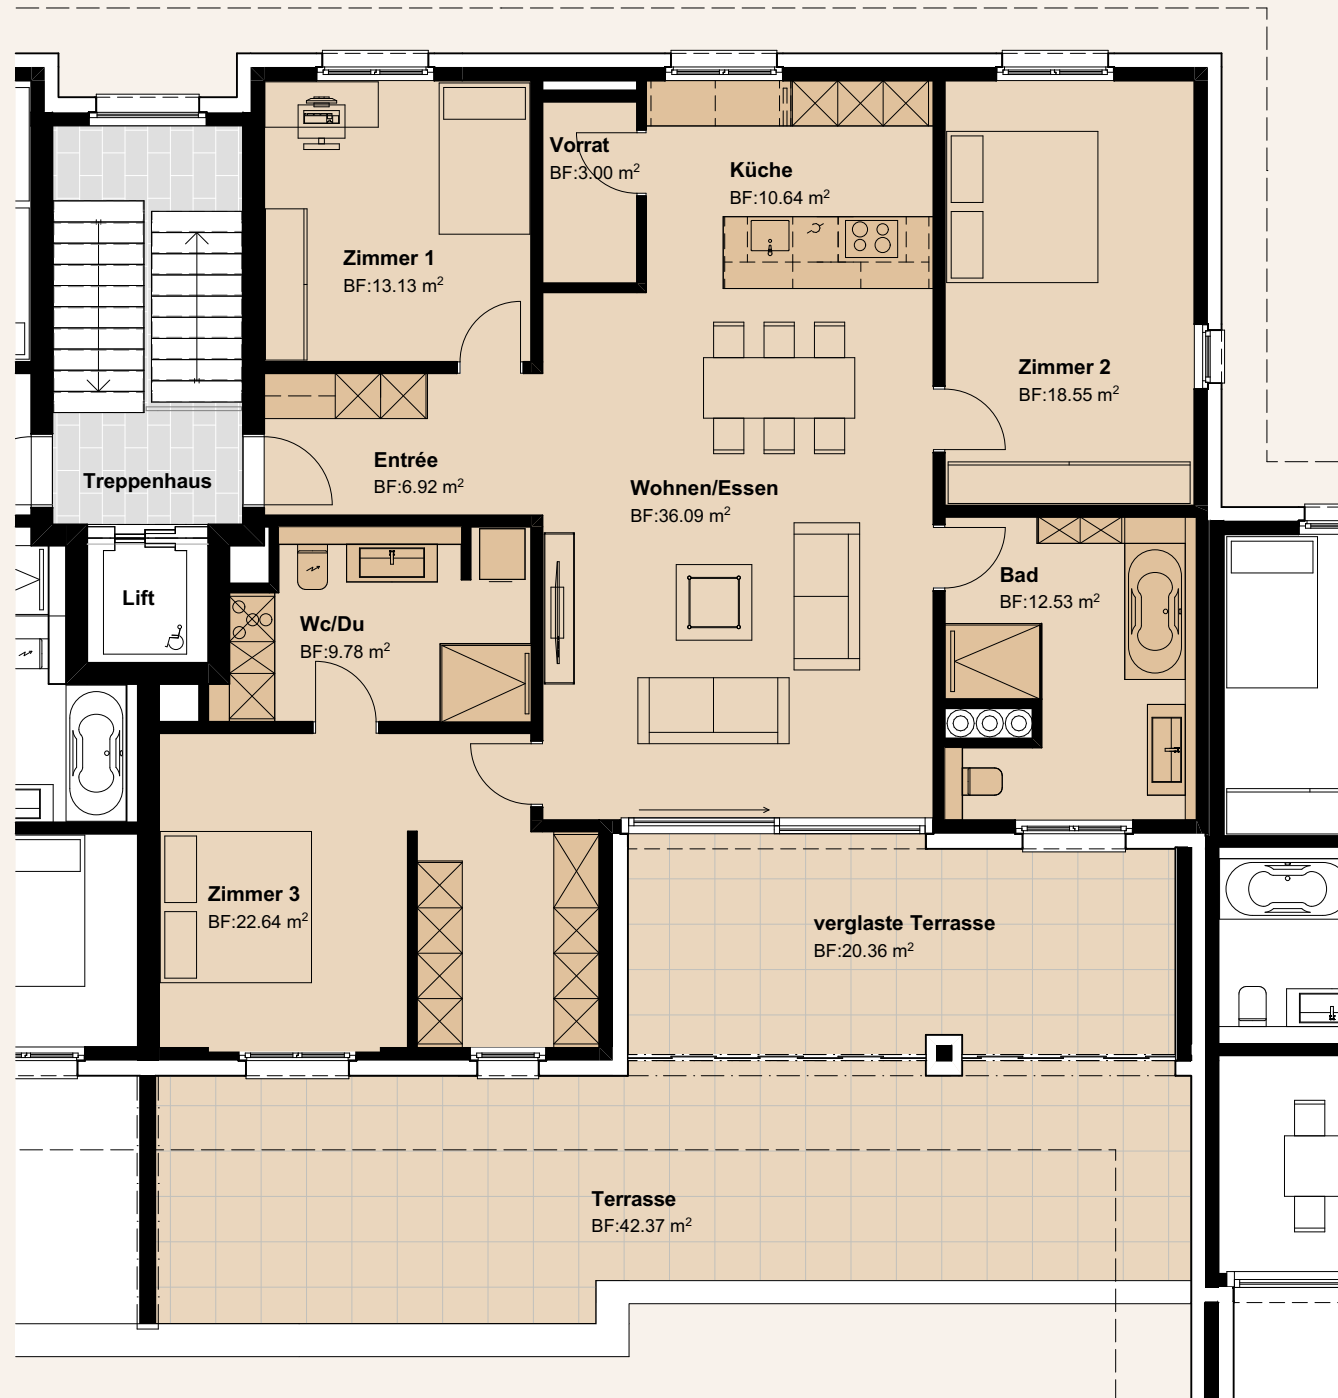 Vorrat
BF:3.00 m²
Küche
BF:10.64 m²
Zimmer 1
BF:13.13 m²
Zimmer 2
BF:18.55 m²
Entrée
BF:6.92 m²
Treppenhaus
Wohnen/Essen
BF:36.09 m²
Lift
Bad
BF:12.53 m²
Wc/Du
BF:9.78 m²
Zimmer 3
BF:22.64 m²
verglaste Terrasse
BF:20.36 m²
Terrasse
BF:42.37 m²